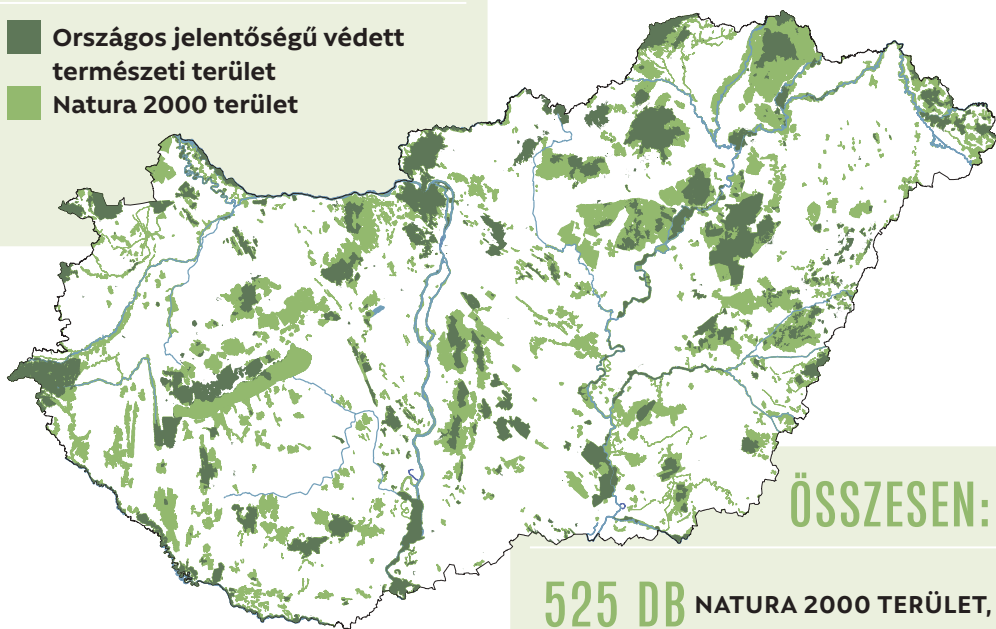 Országos jelentőségű védett
természeti terület
Natura 2000 terület
ÖSSZESEN:
525 DB NATURA 2000 TERÜLET,